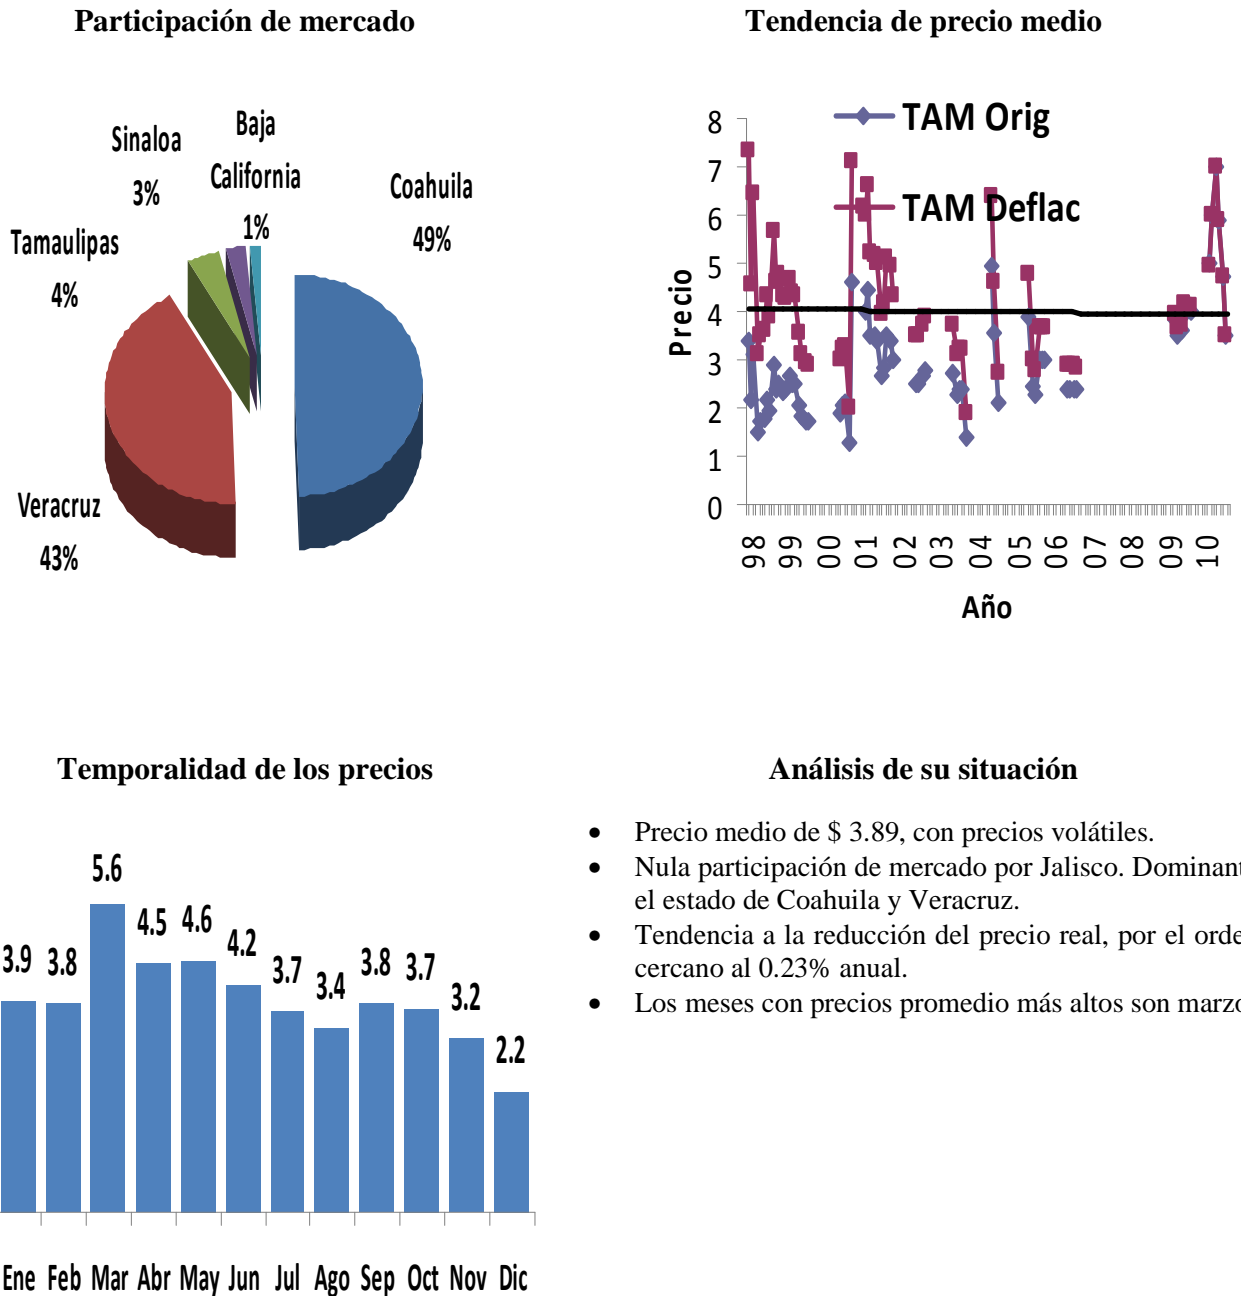 Participación de mercado
Sinaloa
3%
Baja
California
1%
Coahuila
49%
Tamaulipas
4%
Veracruz
43%
Tendencia de precio medio
TAM Orig
TAM Deflac
8
7
6
5
4
3
2
1
0
Precio
98 99 00 01 02 03 04 05 06 07 08 09 10
Año
Temporalidad de los precios
3.9 3.8 5.6 4.5 4.6 4.2 3.7 3.4 3.8 3.7 3.2 2.2
Ene Feb Mar Abr May Jun Jul Ago Sep Oct Nov Dic
Análisis de su situación
• Precio medio de $ 3.89, con precios volátiles.
• Nula participación de mercado por Jalisco. Dominant
el estado de Coahuila y Veracruz.
• Tendencia a la reducción del precio real, por el orde
cercano al 0.23% anual.
• Los meses con precios promedio más altos son marzo